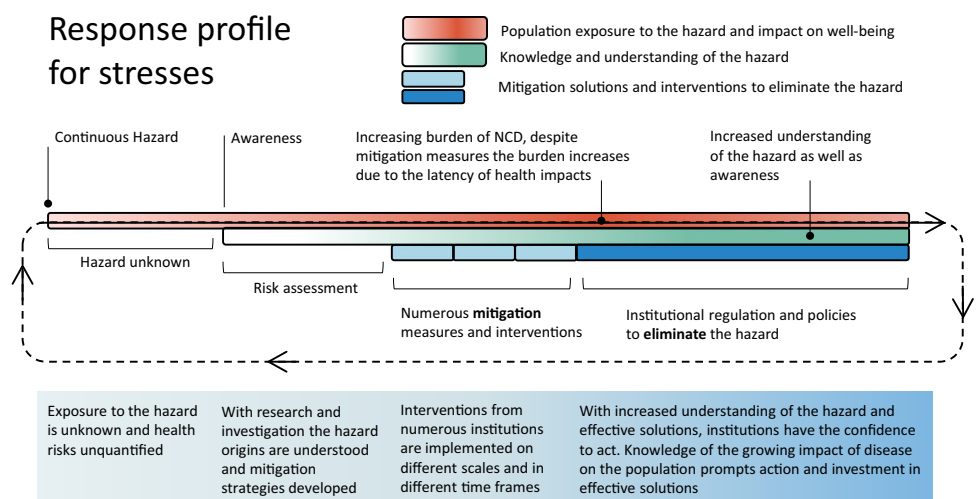 Response profile
for stresses
Population exposure to the hazard and impact on well-being
Knowledge and understanding of the hazard
Mitigation solutions and interventions to eliminate the hazard
Continuous Hazard
Awareness
Increasing burden of NCD, despite
mitigation measures the burden increases
due to the latency of health impacts
Increased understanding
of the hazard as well as
awareness
Hazard unknown
Risk assessment
Numerous mitigation
measures and interventions
Institutional regulation and policies
to eliminate the hazard
Exposure to the hazard
is unknown and health
risks unquantified
With research and
investigation the hazard
origins are understood
and mitigation
strategies developed
Interventions from
numerous institutions
are implemented on
different scales and in
different time frames
With increased understanding of the hazard and
effective solutions, institutions have the confidence
to act. Knowledge of the growing impact of disease
on the population prompts action and investment in
effective solutions